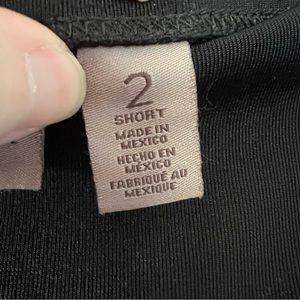 2
SHORT
MADE IN
MEXICO
HECHO EN
MÉXICO
FABRIQUÉ AU
MEXIQUE